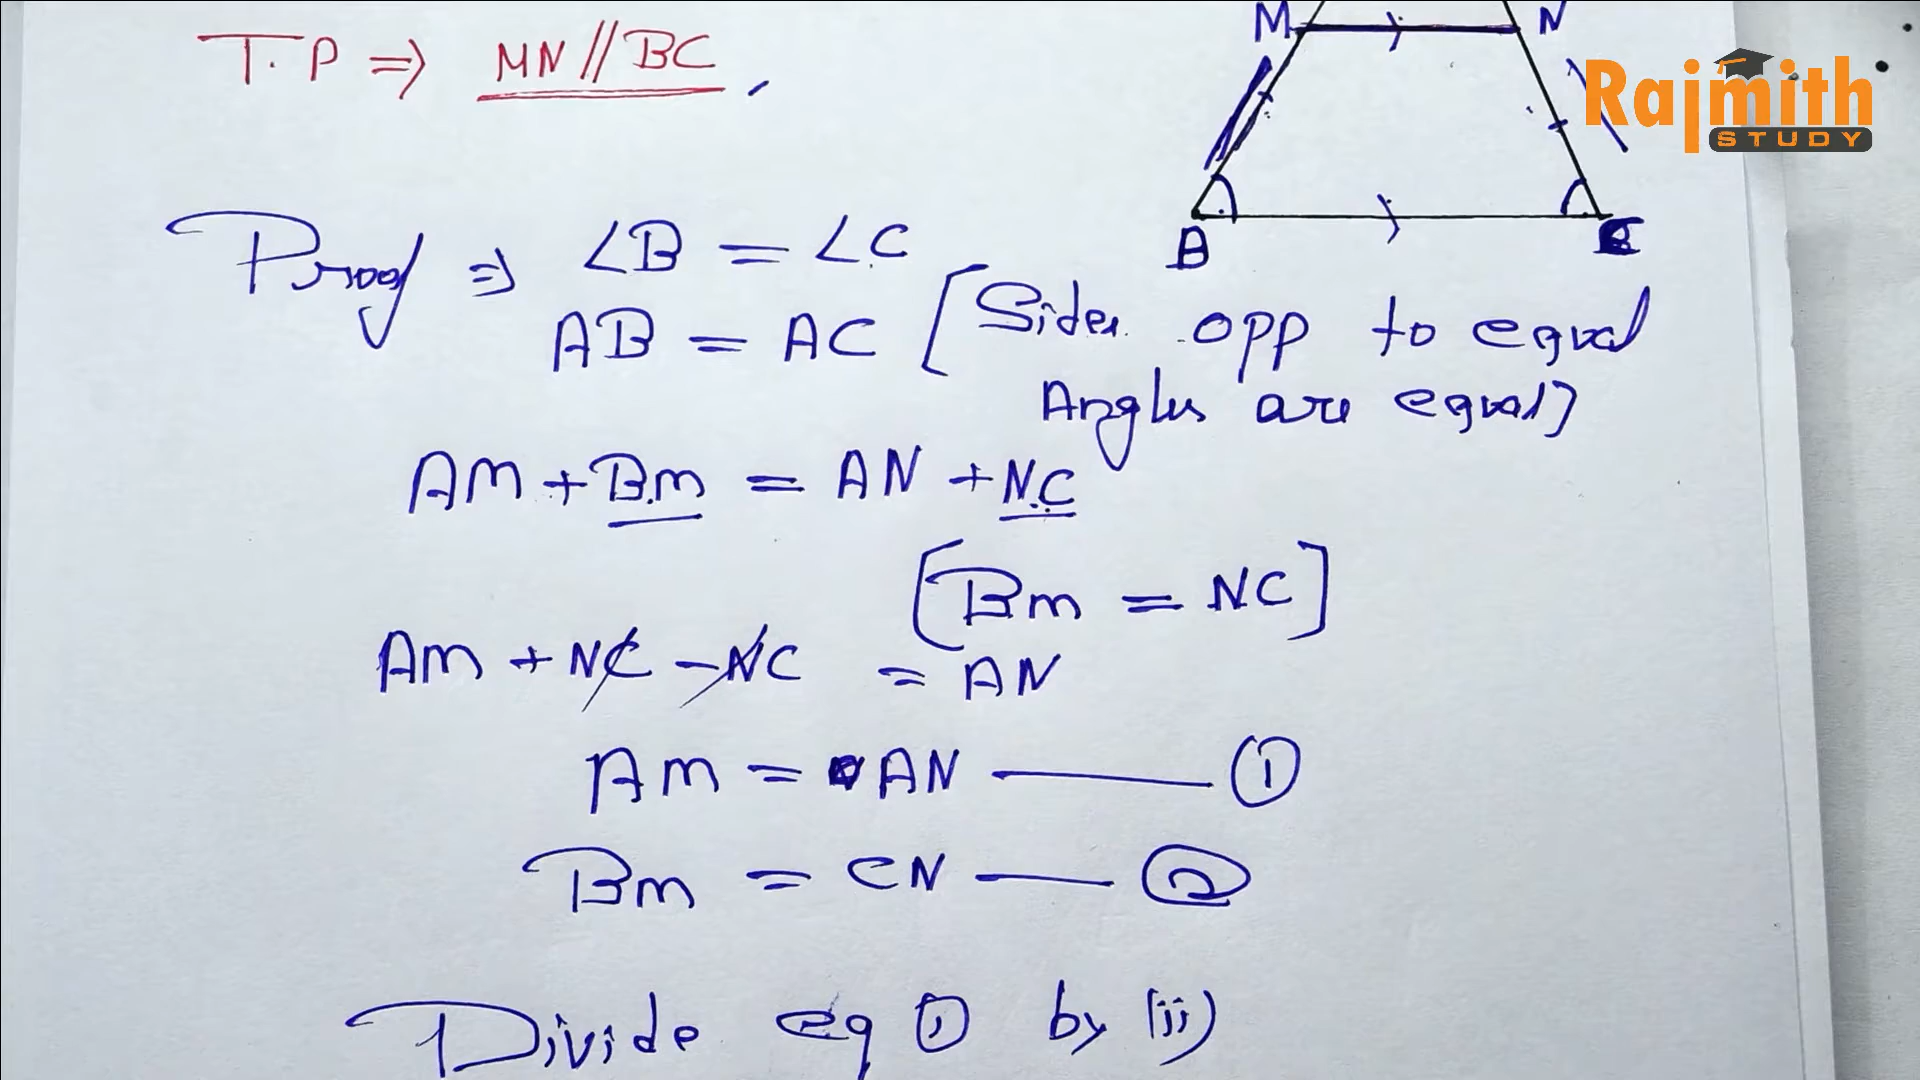 T.P ⇒ MN//BC,
M N
Rajmith
STUDY
B C
Proof ⇒ ∠B = ∠C
AB = AC [Sides opp to equal
Angles are equal]
AM + BM = AN + NC
[BM = NC]
AM + NC - NC = AN
AM = AN —— ①
BM = CN —— ②
Divide eq ① by (ii)